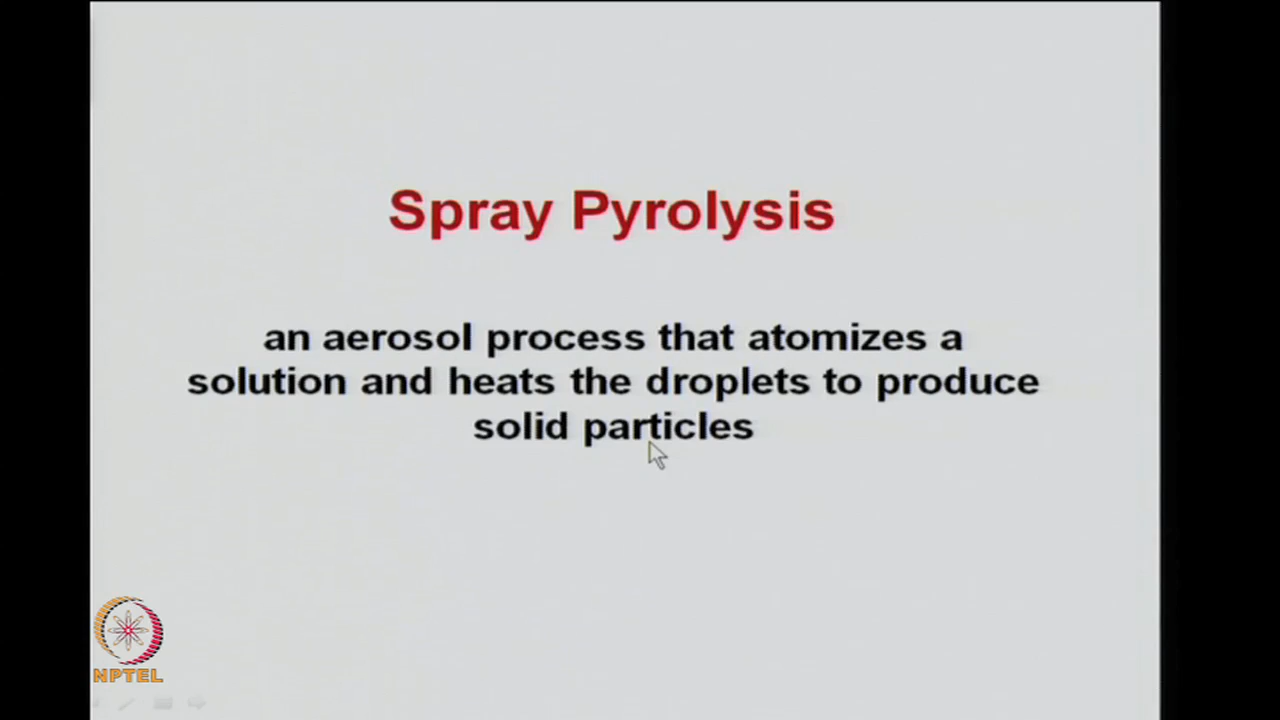 Spray Pyrolysis
an aerosol process that atomizes a
solution and heats the droplets to produce
solid particles
NPTEL